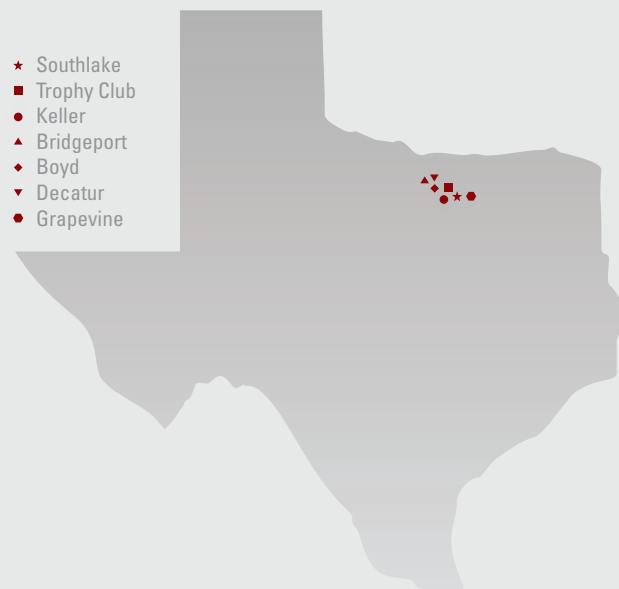 Southlake
Trophy Club
Keller
Bridgeport
Boyd
Decatur
Grapevine